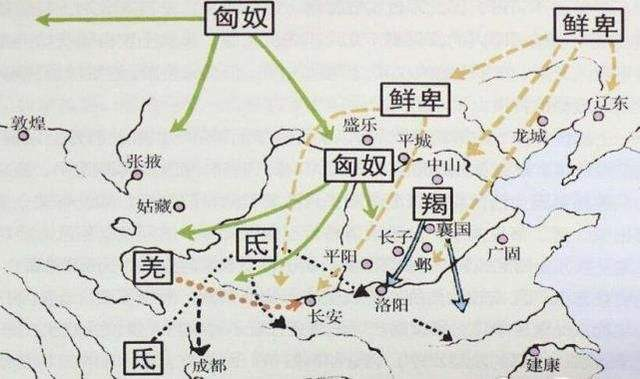 匈奴
鲜卑
鲜卑
辽东
敦煌
盛乐
平城
龙城
张掖
匈奴
中山
姑藏
羯
襄国
氐
长子
邺
广固
羌
平阳
长安
洛阳
氐
成都
建康